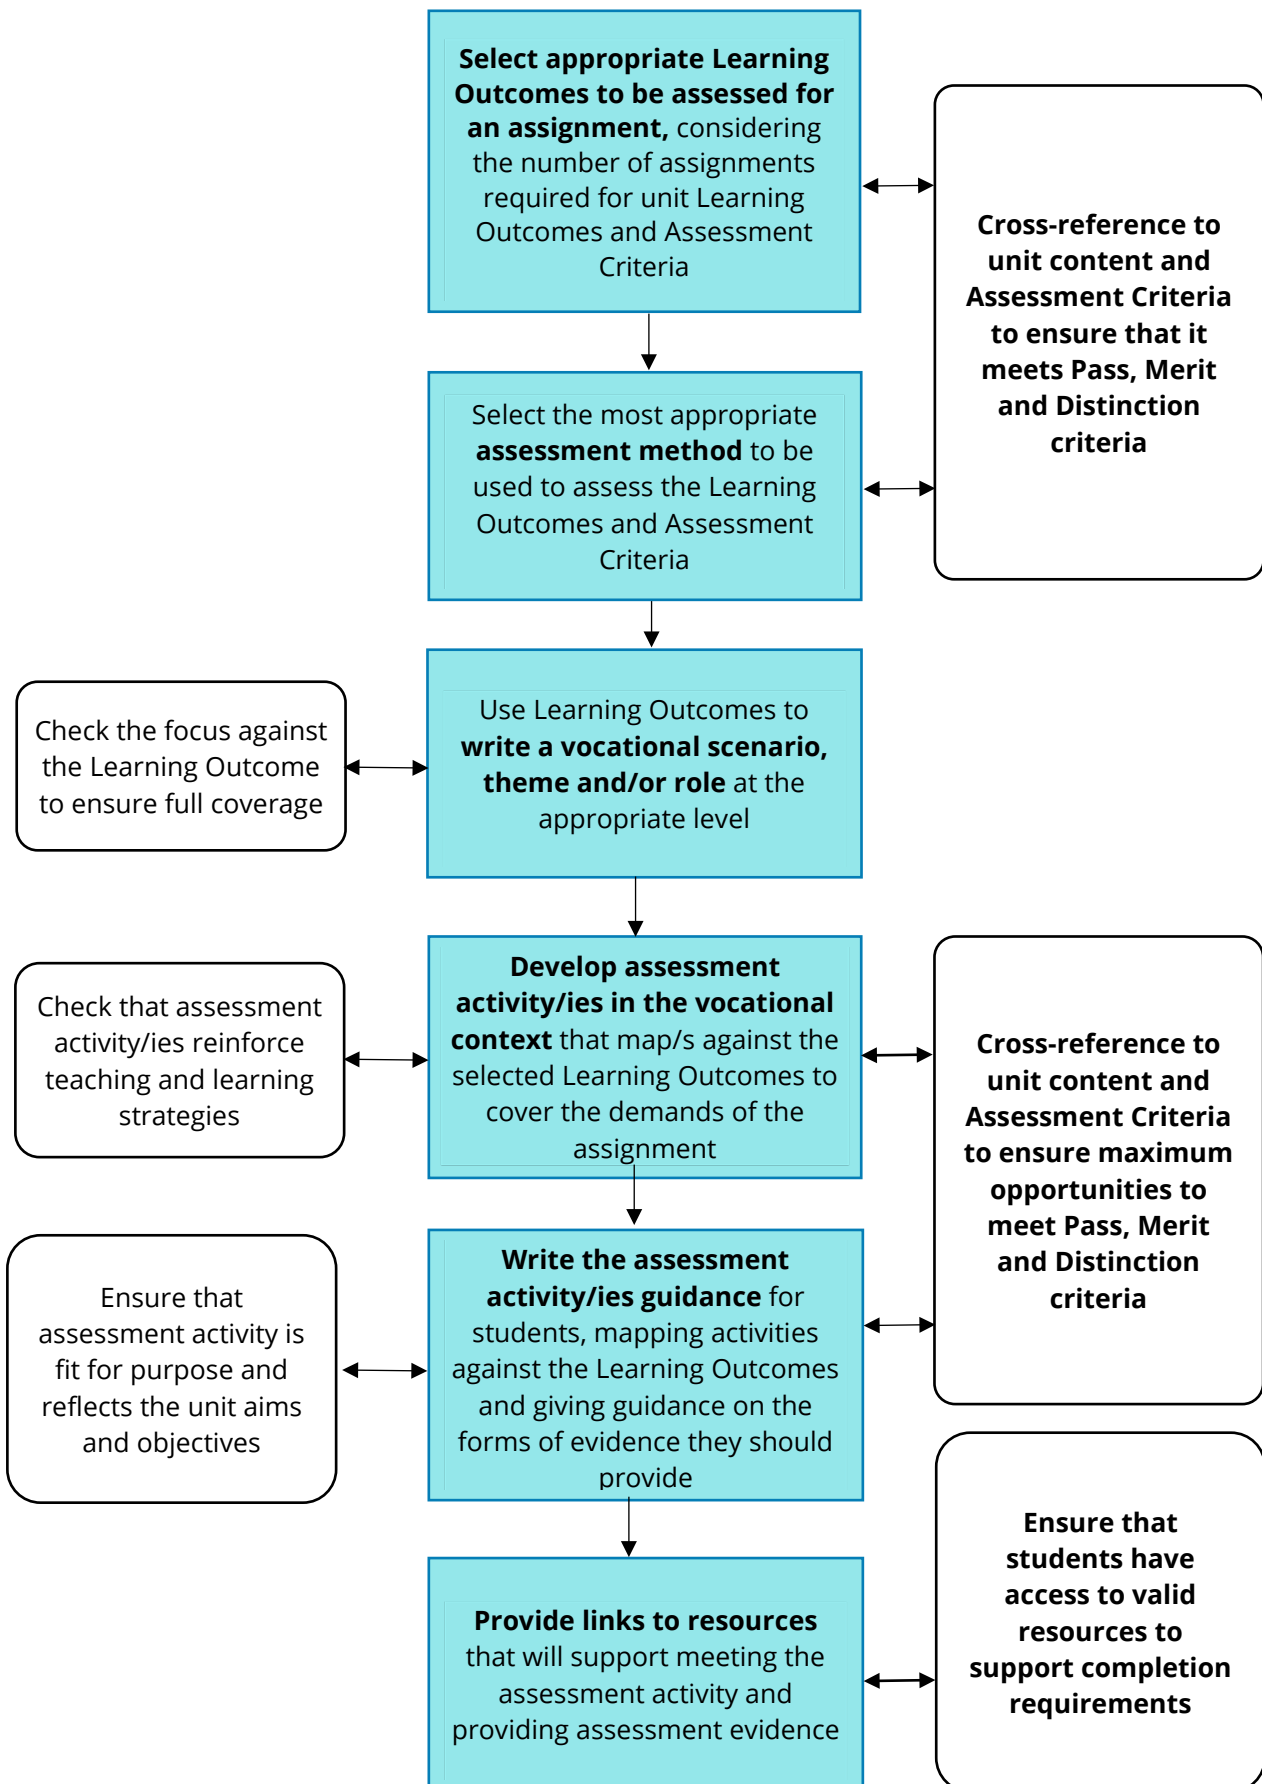 Select appropriate Learning
Outcomes to be assessed for
an assignment, considering
the number of assignments
required for unit Learning
Outcomes and Assessment
Criteria
Cross-reference to
unit content and
Assessment Criteria
to ensure that it
meets Pass, Merit
and Distinction
criteria
Select the most appropriate
assessment method to be
used to assess the Learning
Outcomes and Assessment
Criteria
Check the focus against
the Learning Outcome
to ensure full coverage
Use Learning Outcomes to
write a vocational scenario,
theme and/or role at the
appropriate level
Check that assessment
activity/ies reinforce
teaching and learning
strategies
Develop assessment
activity/ies in the vocational
context that map/s against the
selected Learning Outcomes to
cover the demands of the
assignment
Cross-reference to
unit content and
Assessment Criteria
to ensure maximum
opportunities to
meet Pass, Merit
and Distinction
criteria
Ensure that
assessment activity is
fit for purpose and
reflects the unit aims
and objectives
Write the assessment
activity/ies guidance for
students, mapping activities
against the Learning Outcomes
and giving guidance on the
forms of evidence they should
provide
Provide links to resources
that will support meeting the
assessment activity and
providing assessment evidence
Ensure that
students have
access to valid
resources to
support completion
requirements